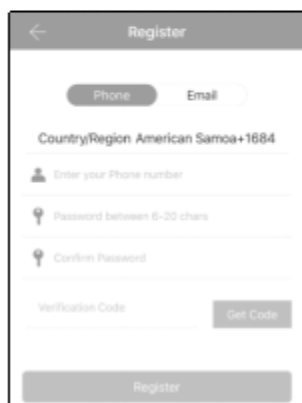 Register
Phone Email
Country/Region American Samoa+1684
Enter your Phone number
Password between 6-20 chars
Confirm Password
Verification Code Get Code
Register